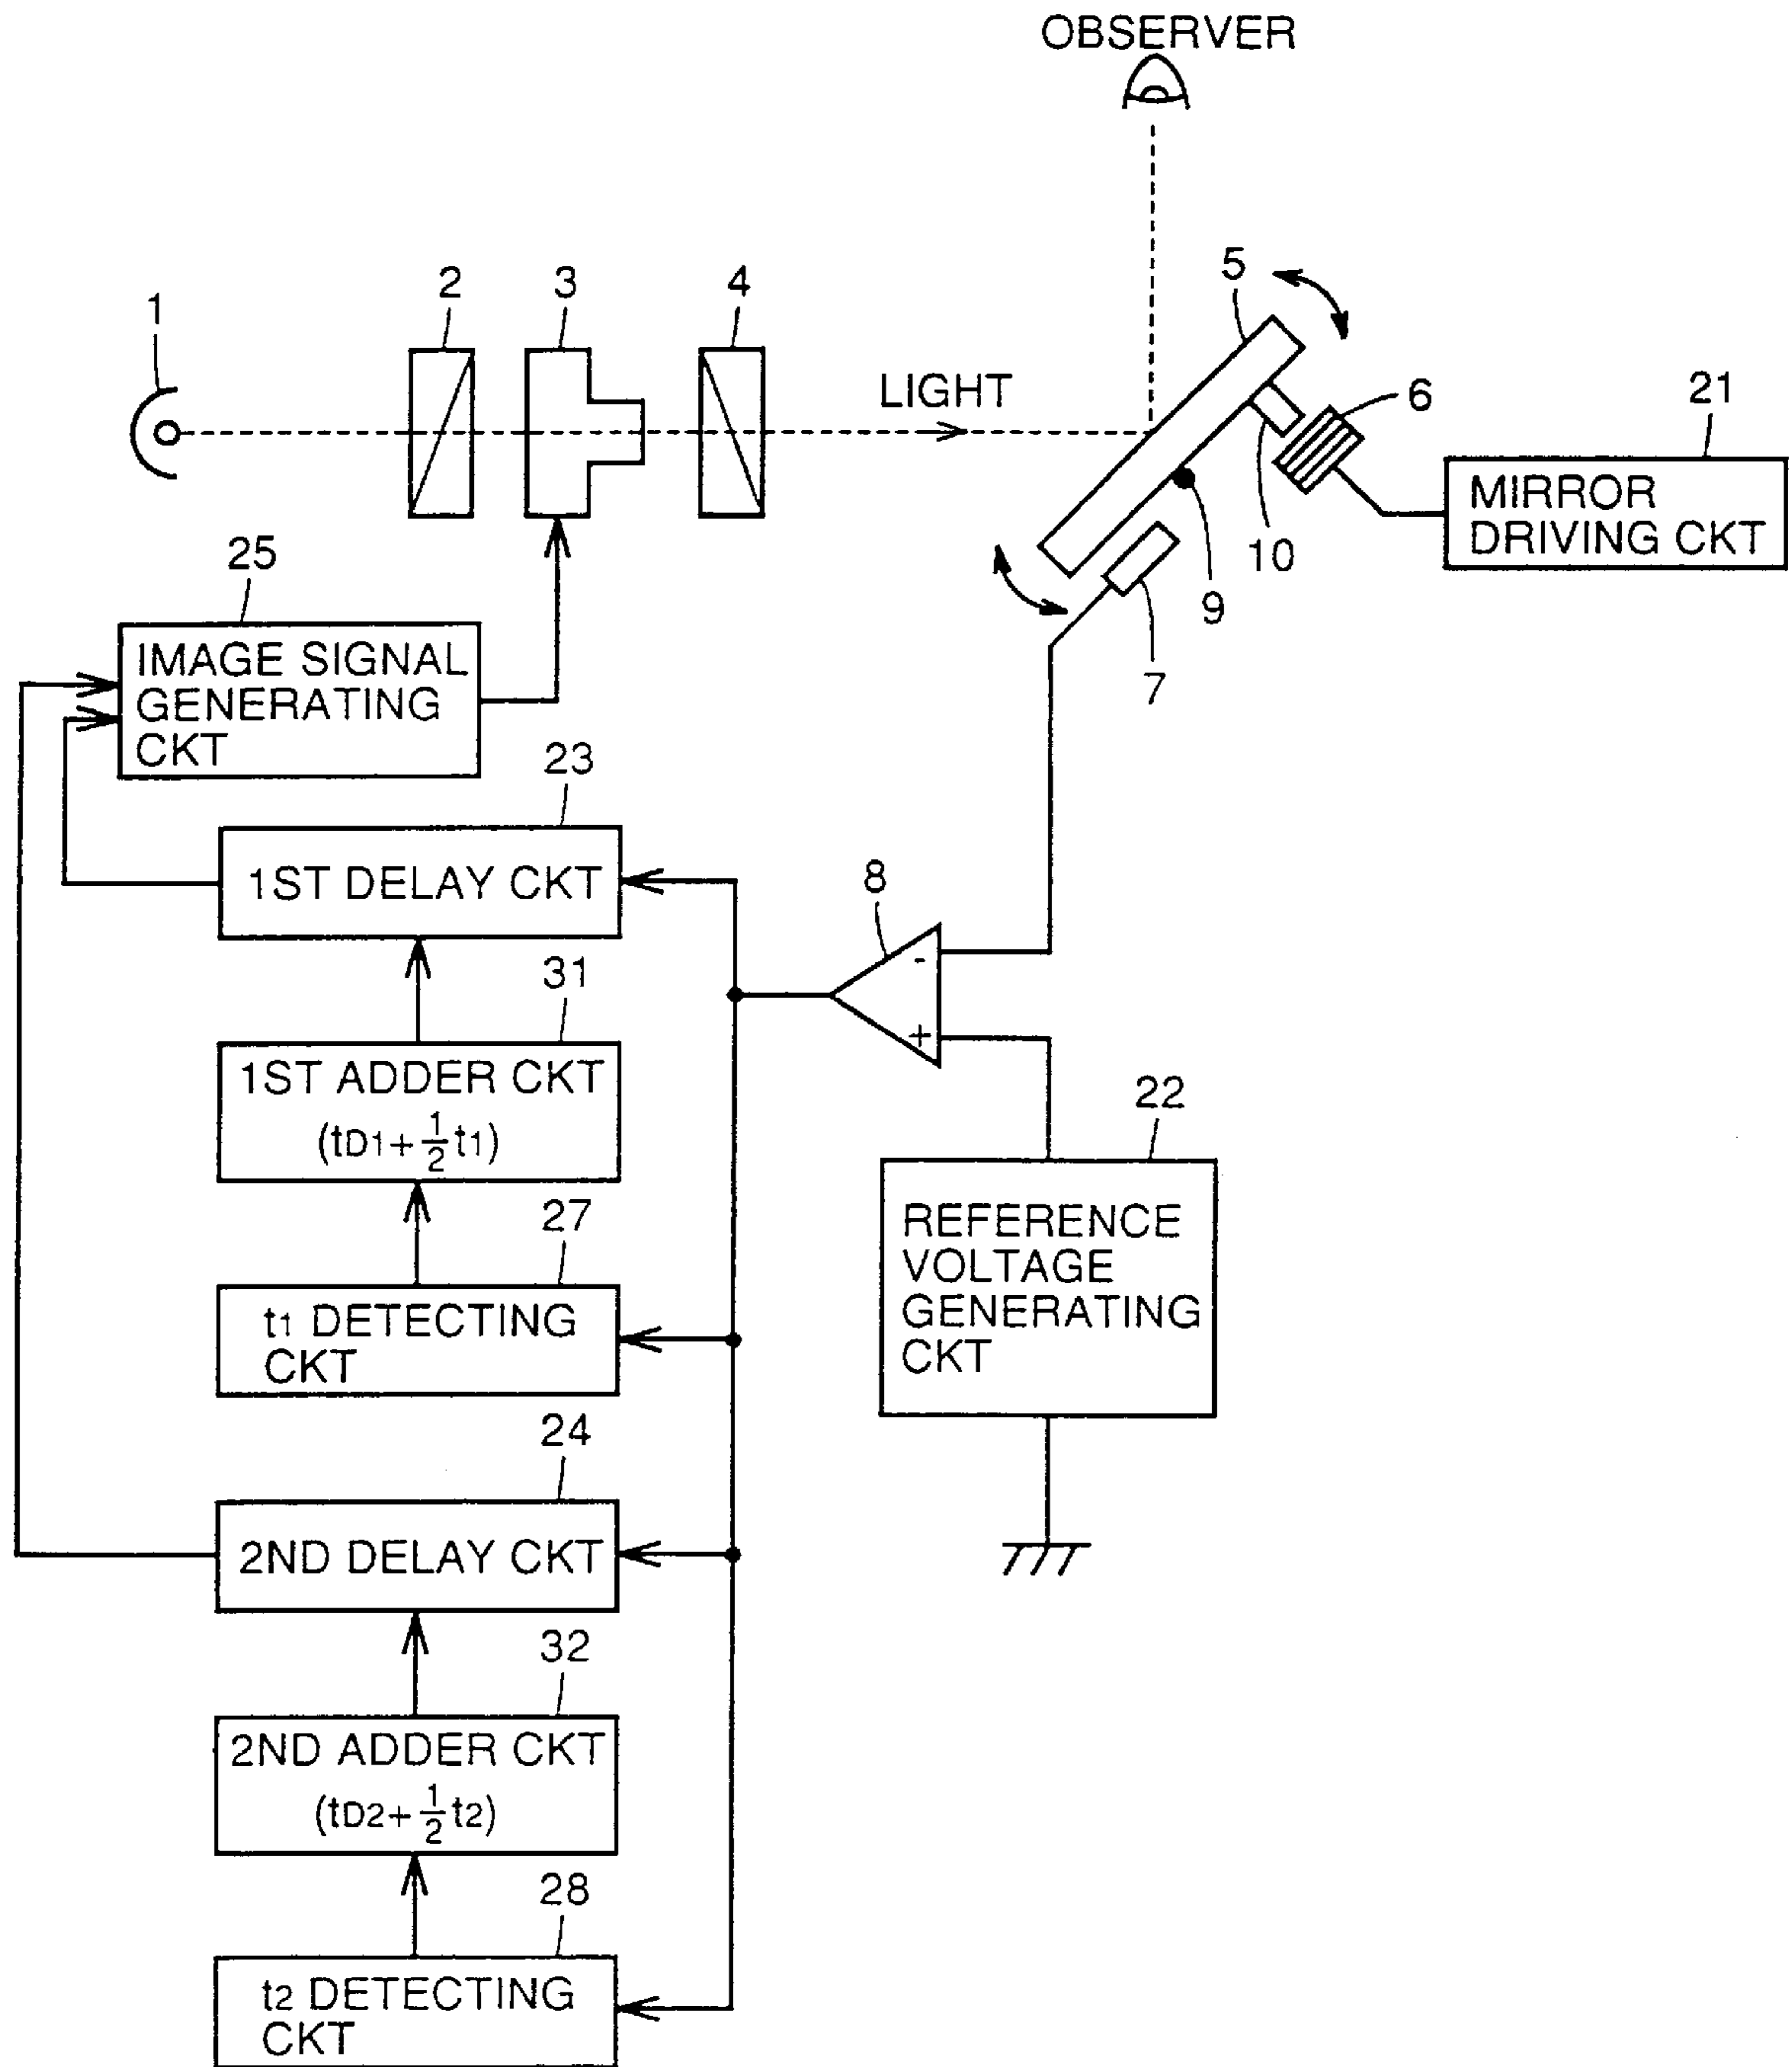 OBSERVER
1
2
3
4
5
6
21
LIGHT
MIRROR
DRIVING CKT
10
9
7
25
IMAGE SIGNAL
GENERATING
CKT
23
1ST DELAY CKT
8
-
+
31
1ST ADDER CKT
(tD1+1/2t1)
22
REFERENCE
VOLTAGE
GENERATING
CKT
27
t1 DETECTING
CKT
24
2ND DELAY CKT
32
2ND ADDER CKT
(tD2+1/2t2)
28
t2 DETECTING
CKT